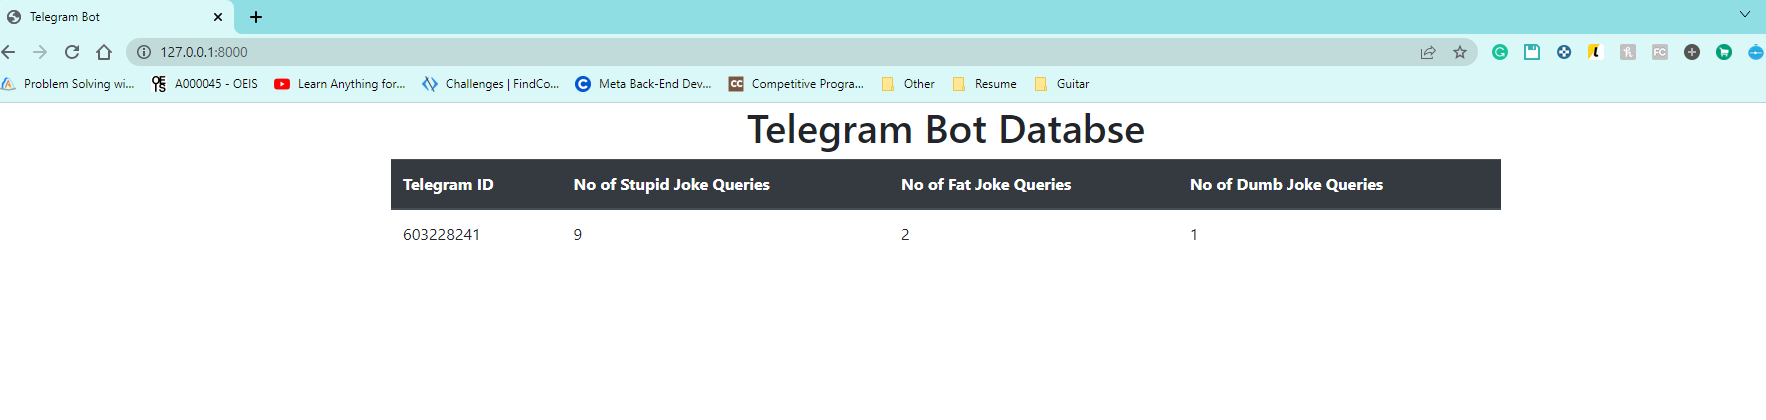 Telegram Bot
127.0.0.1:8000
Problem Solving wi... A000045 - OEIS Learn Anything for... Challenges | FindCo... Meta Back-End Dev... CC Competitive Progra... Other Resume Guitar
Telegram Bot Databse
Telegram ID No of Stupid Joke Queries No of Fat Joke Queries No of Dumb Joke Queries
603228241 9 2 1